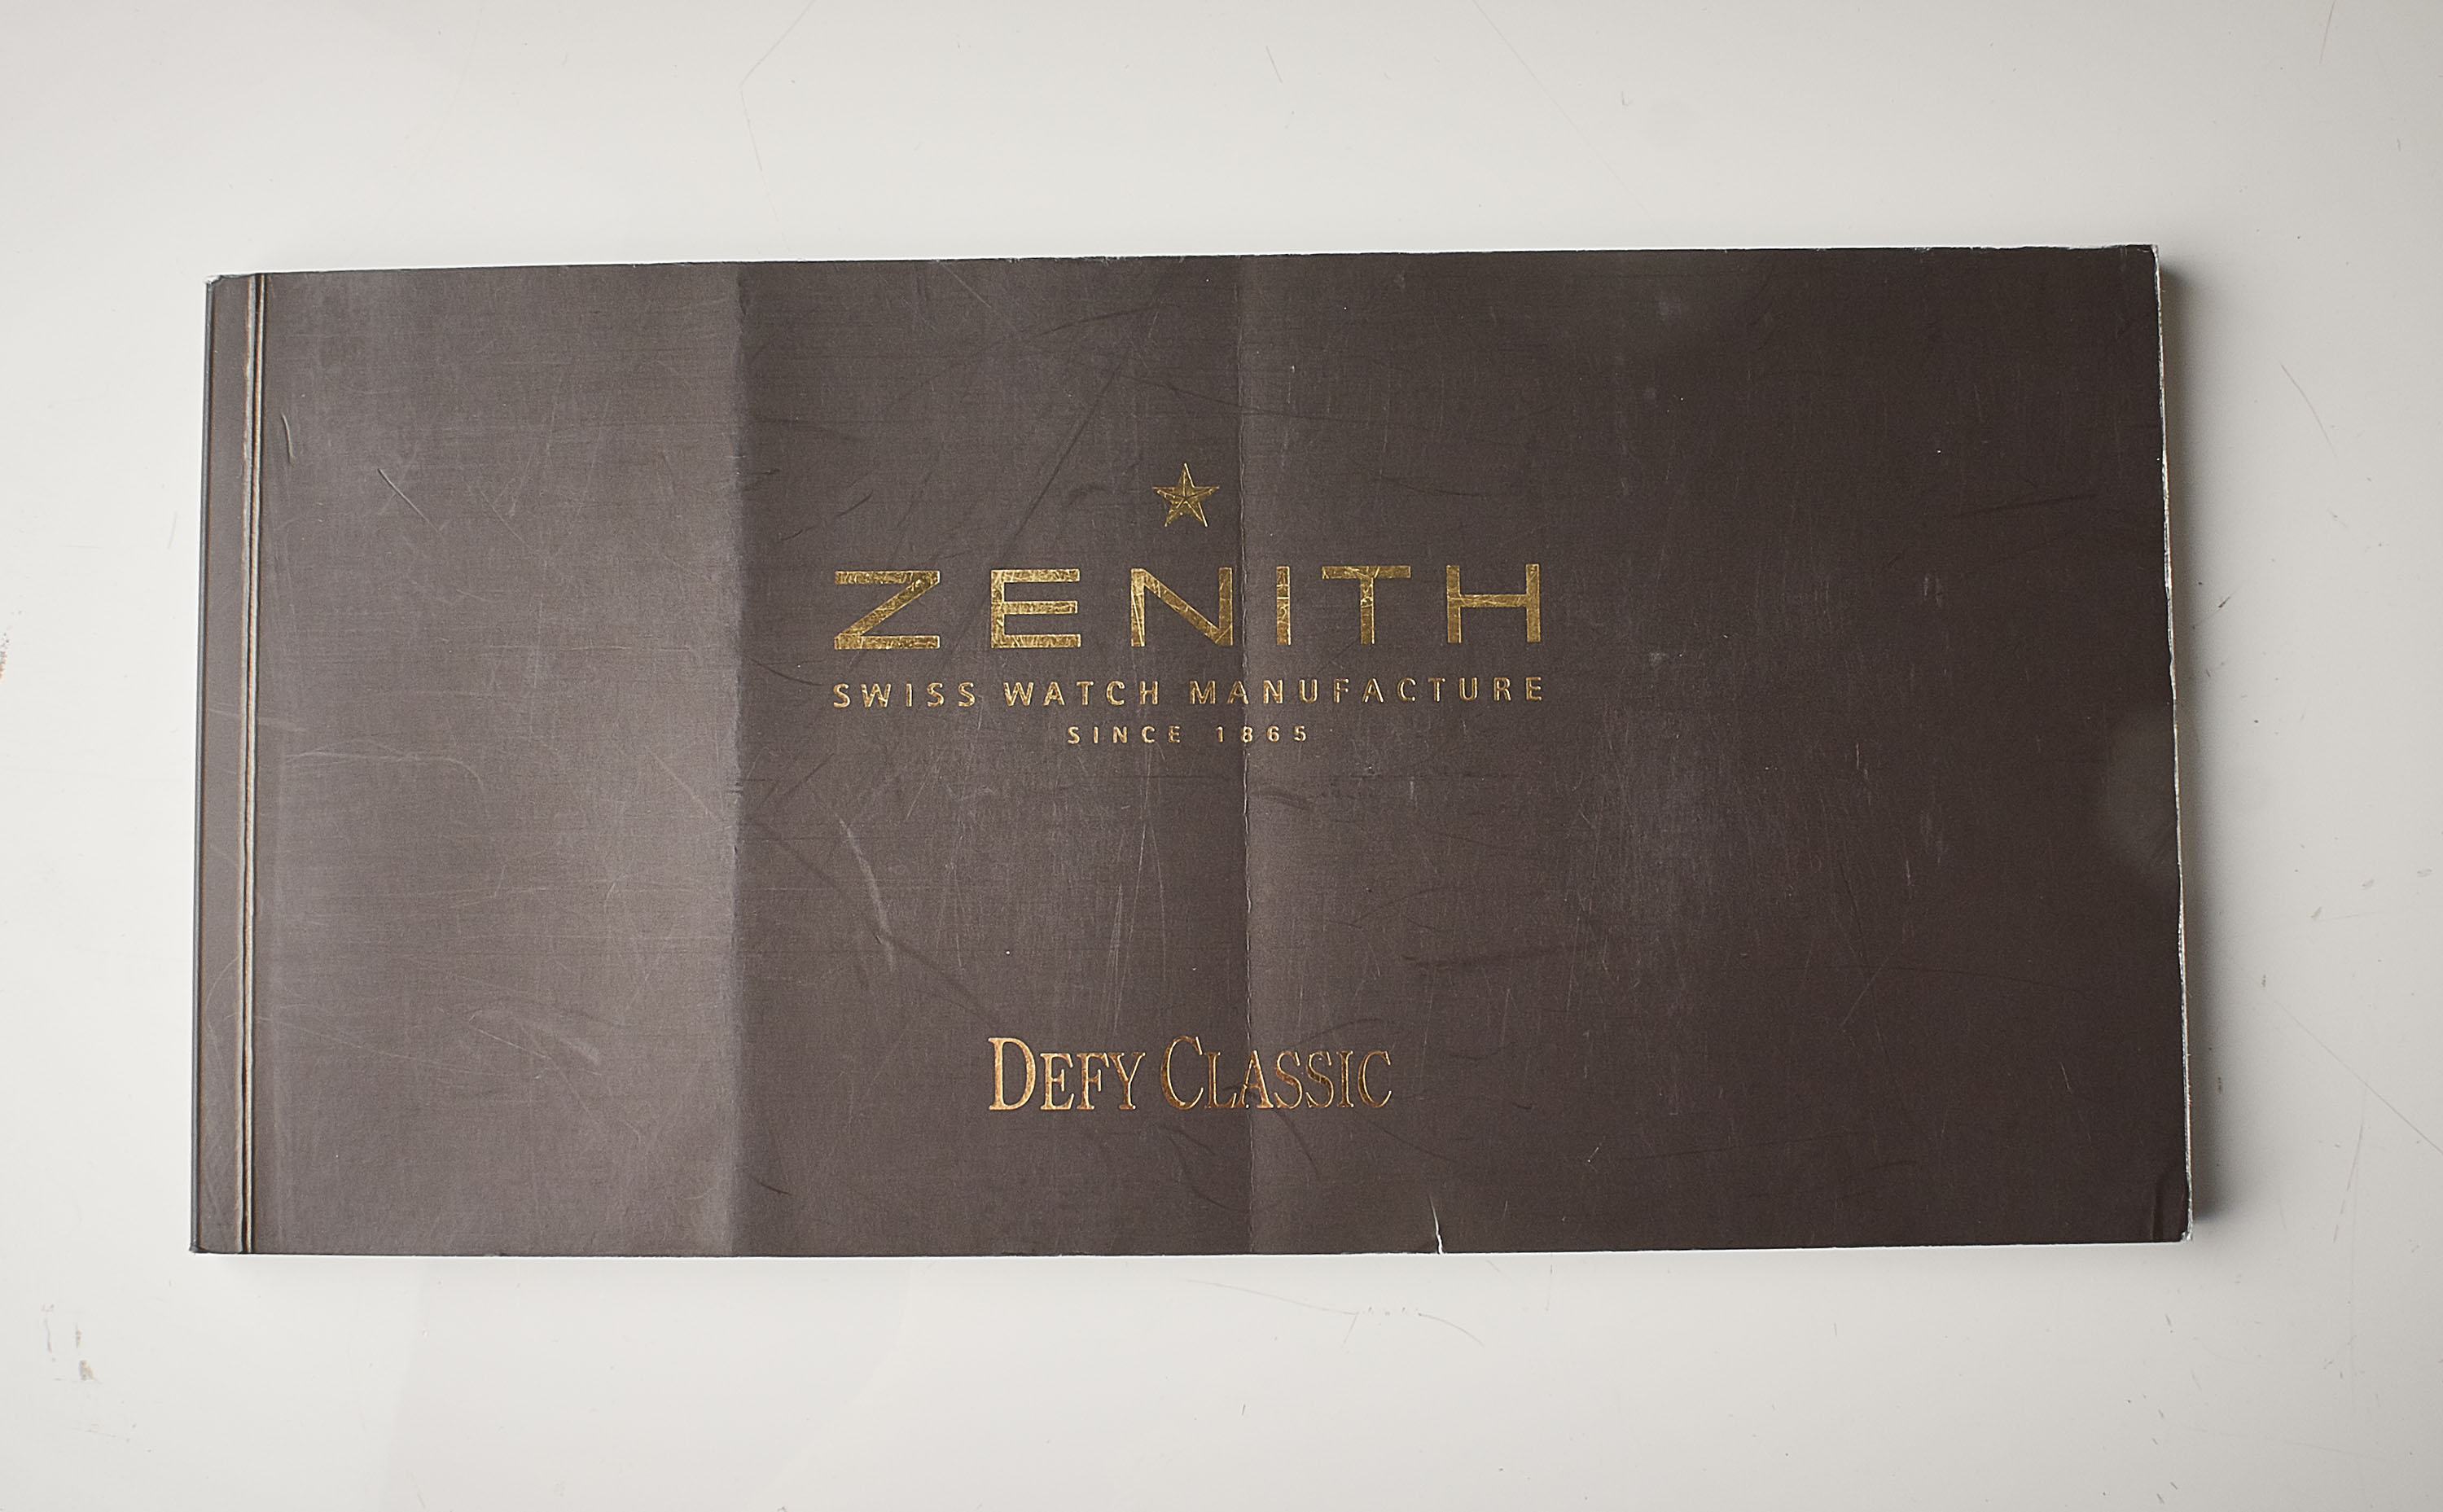 ZENITH
SWISS WATCH MANUFACTURE
SINCE 1865
DEFY CLASSIC